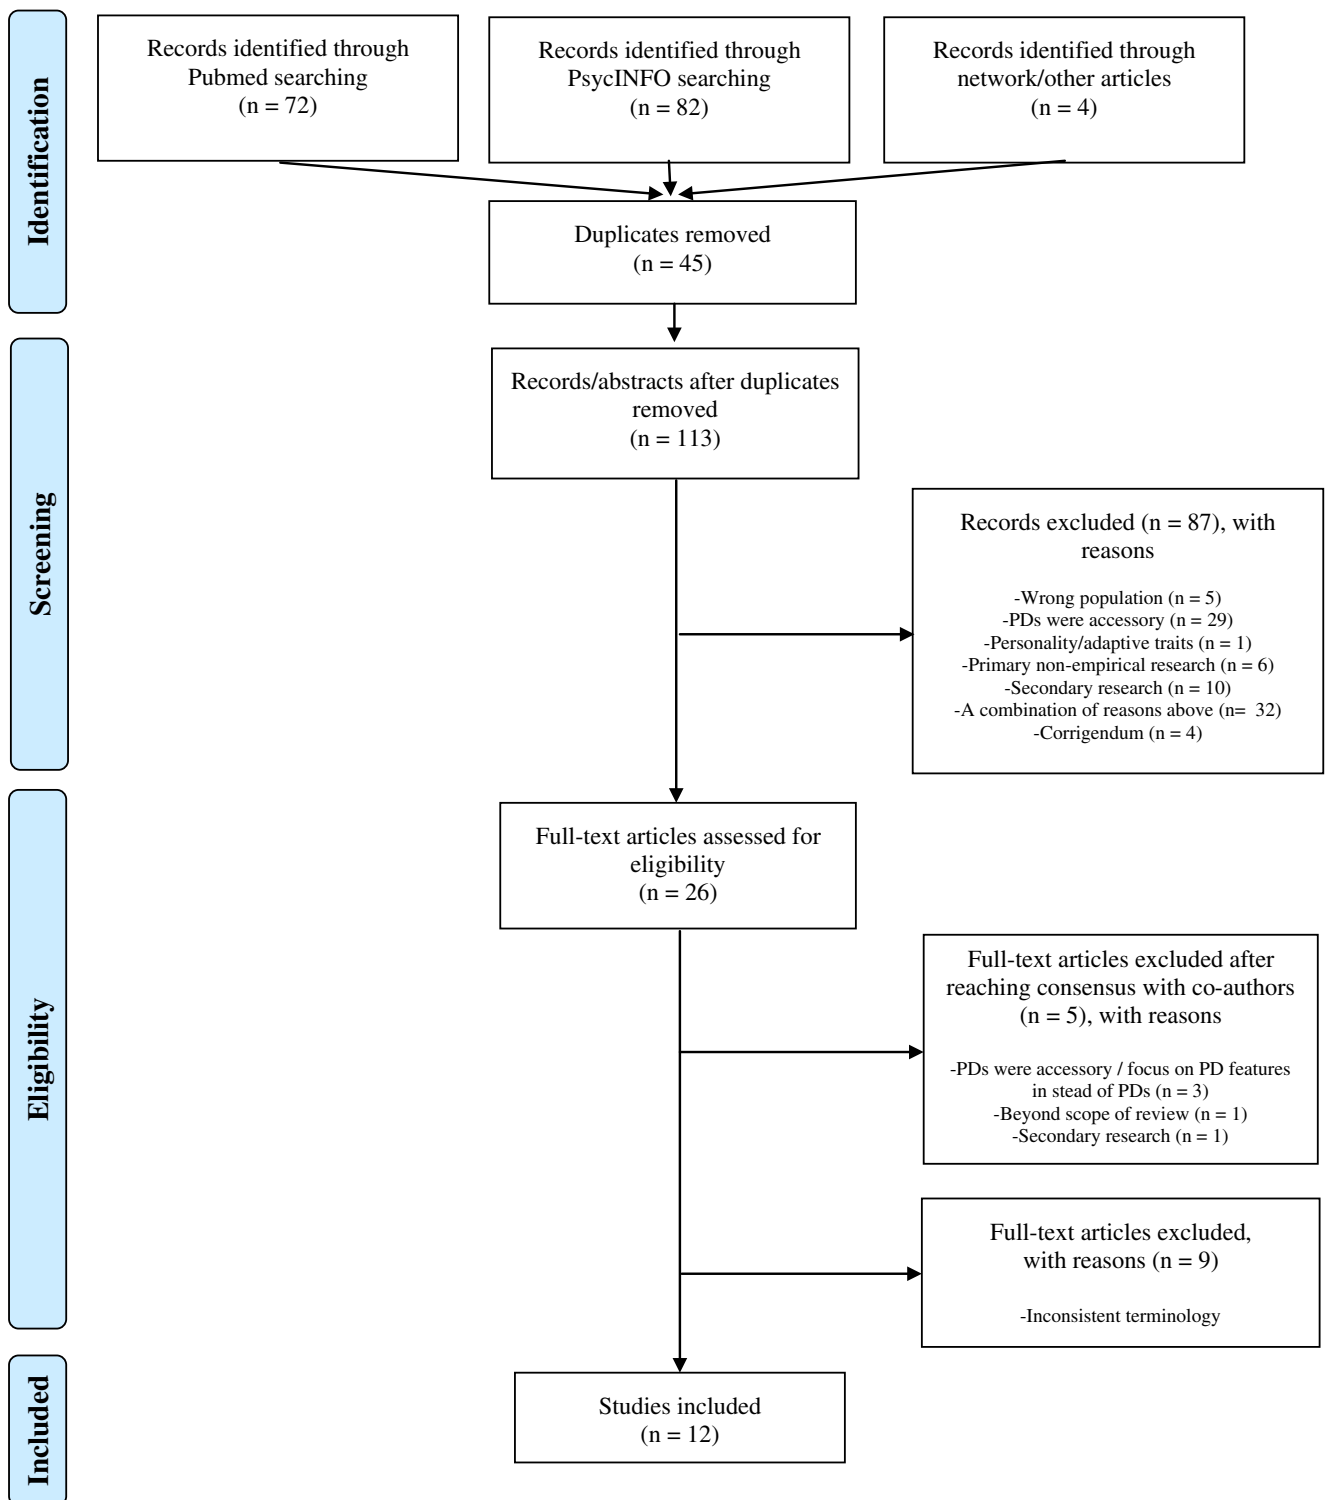 Identification
Records identified through
Pubmed searching
(n = 72)
Records identified through
PsycINFO searching
(n = 82)
Records identified through
network/other articles
(n = 4)
Duplicates removed
(n = 45)
Screening
Records/abstracts after duplicates
removed
(n = 113)
Records excluded (n = 87), with
reasons
-Wrong population (n = 5)
-PDs were accessory (n = 29)
-Personality/adaptive traits (n = 1)
-Primary non-empirical research (n = 6)
-Secondary research (n = 10)
-A combination of reasons above (n=  32)
-Corrigendum (n = 4)
Eligibility
Full-text articles assessed for
eligibility
(n = 26)
Full-text articles excluded after
reaching consensus with co-authors
(n = 5), with reasons
-PDs were accessory / focus on PD features
in stead of PDs (n = 3)
-Beyond scope of review (n = 1)
-Secondary research (n = 1)
Full-text articles excluded,
with reasons (n = 9)
-Inconsistent terminology
Included
Studies included
(n = 12)